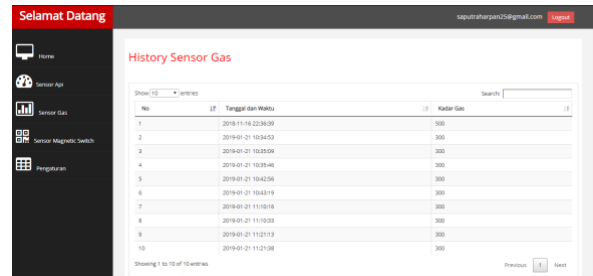 Selamat Datang
saputraharpan25@gmail.com Logout
Home
Sensor Api
Sensor Gas
Sensor Magnetic Switch
Pengaturan
History Sensor Gas
Show 10 entries
Search:
No Tanggal dan Waktu Kadar Gas
1 2018-11-16 22:36:39 500
2 2019-01-21 10:34:53 300
3 2019-01-21 10:35:09 300
4 2019-01-21 10:35:46 300
5 2019-01-21 10:42:56 300
6 2019-01-21 10:43:19 300
7 2019-01-21 11:10:16 300
8 2019-01-21 11:10:33 300
9 2019-01-21 11:21:13 300
10 2019-01-21 11:21:38 300
Showing 1 to 10 of 10 entries
Previous 1 Next